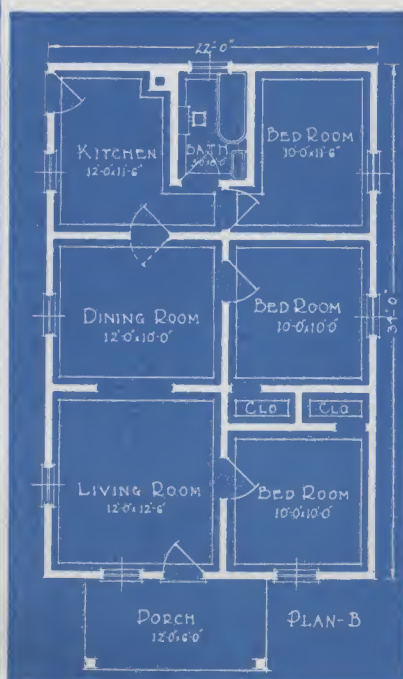 22'-0"
KITCHEN
12'-0"x11'-6"
BATH
BED ROOM
10'-0"x11'-6"
DINING ROOM
12'-0"x10'-0"
BED ROOM
10'-0"x10'-0"
34'-0"
CLO
CLO
LIVING ROOM
12'-0"x12'-6"
BED ROOM
10'-0"x10'-0"
PORCH
12'-0"x6'-0"
PLAN-B